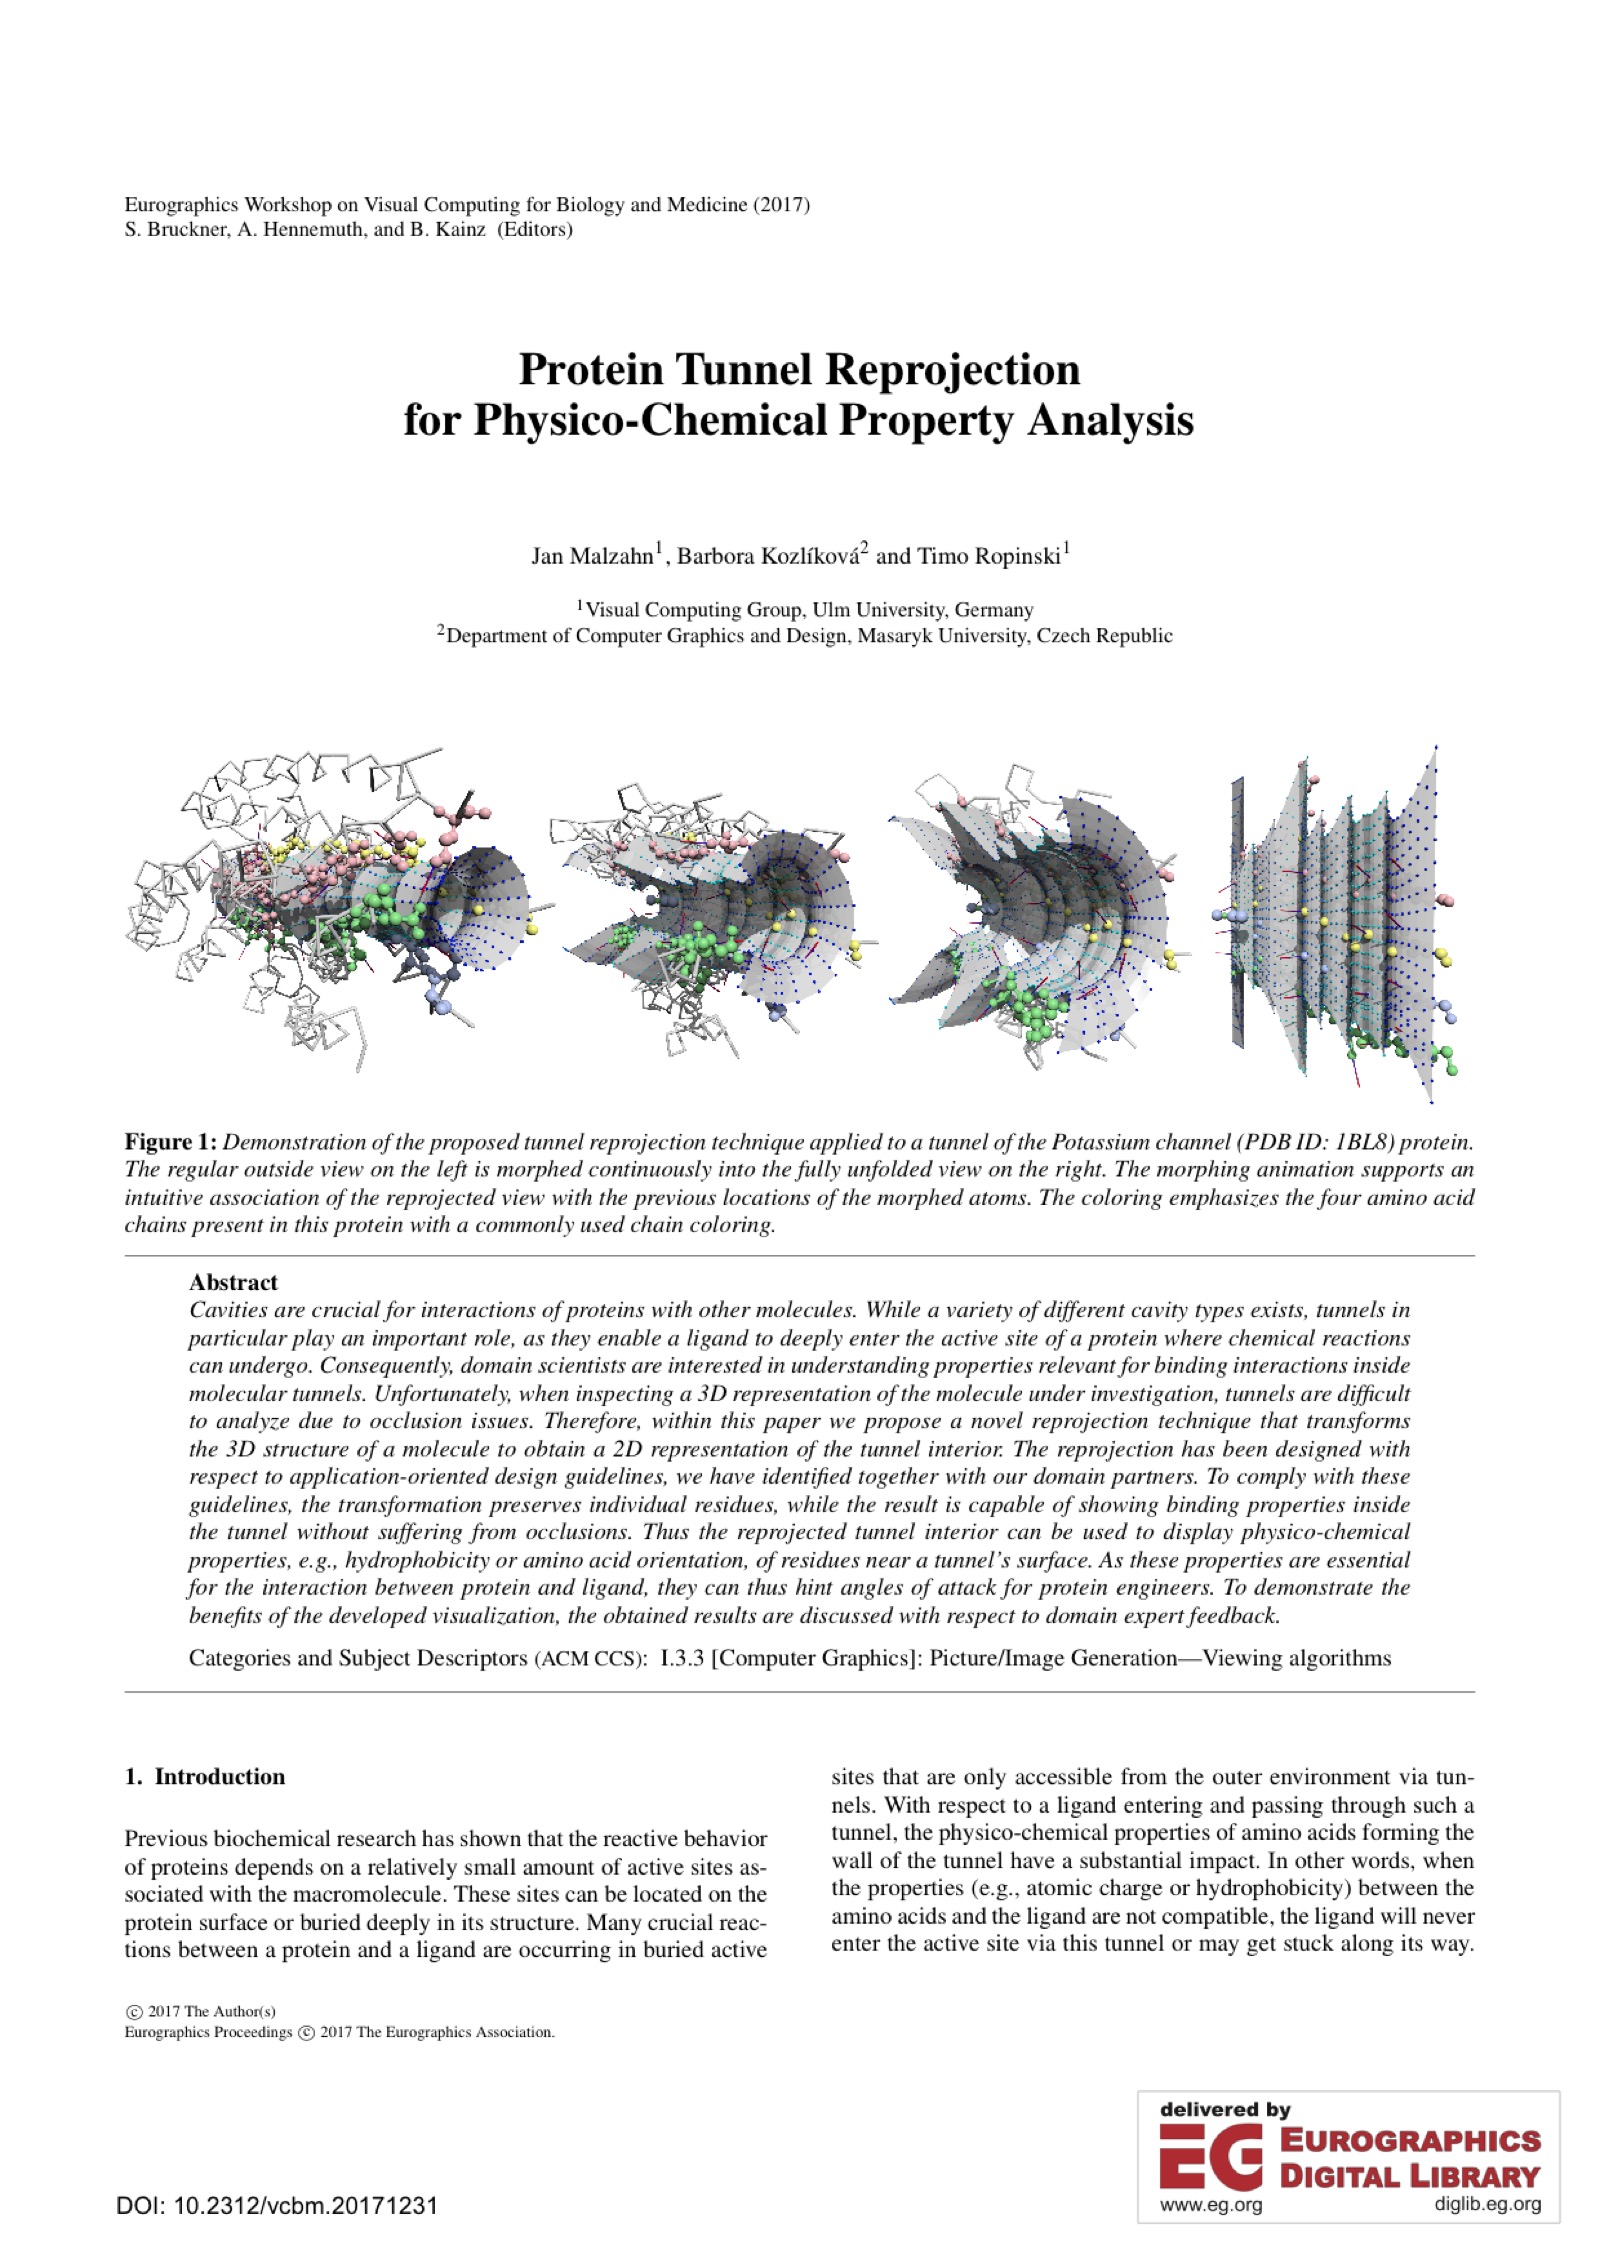 Eurographics Workshop on Visual Computing for Biology and Medicine (2017)
S. Bruckner, A. Hennemuth, and B. Kainz (Editors)
Protein Tunnel Reprojection
for Physico-Chemical Property Analysis
Jan Malzahn¹, Barbora Kozlíková² and Timo Ropinski¹
¹Visual Computing Group, Ulm University, Germany
²Department of Computer Graphics and Design, Masaryk University, Czech Republic
Figure 1: Demonstration of the proposed tunnel reprojection technique applied to a tunnel of the Potassium channel (PDB ID: 1BL8) protein.
The regular outside view on the left is morphed continuously into the fully unfolded view on the right. The morphing animation supports an
intuitive association of the reprojected view with the previous locations of the morphed atoms. The coloring emphasizes the four amino acid
chains present in this protein with a commonly used chain coloring.
Abstract
Cavities are crucial for interactions of proteins with other molecules. While a variety of different cavity types exists, tunnels in
particular play an important role, as they enable a ligand to deeply enter the active site of a protein where chemical reactions
can undergo. Consequently, domain scientists are interested in understanding properties relevant for binding interactions inside
molecular tunnels. Unfortunately, when inspecting a 3D representation of the molecule under investigation, tunnels are difficult
to analyze due to occlusion issues. Therefore, within this paper we propose a novel reprojection technique that transforms
the 3D structure of a molecule to obtain a 2D representation of the tunnel interior. The reprojection has been designed with
respect to application-oriented design guidelines, we have identified together with our domain partners. To comply with these
guidelines, the transformation preserves individual residues, while the result is capable of showing binding properties inside
the tunnel without suffering from occlusions. Thus the reprojected tunnel interior can be used to display physico-chemical
properties, e.g., hydrophobicity or amino acid orientation, of residues near a tunnel's surface. As these properties are essential
for the interaction between protein and ligand, they can thus hint angles of attack for protein engineers. To demonstrate the
benefits of the developed visualization, the obtained results are discussed with respect to domain expert feedback.
Categories and Subject Descriptors (ACM CCS): I.3.3 [Computer Graphics]: Picture/Image Generation—Viewing algorithms
1. Introduction
Previous biochemical research has shown that the reactive behavior
of proteins depends on a relatively small amount of active sites as-
sociated with the macromolecule. These sites can be located on the
protein surface or buried deeply in its structure. Many crucial reac-
tions between a protein and a ligand are occurring in buried active
sites that are only accessible from the outer environment via tun-
nels. With respect to a ligand entering and passing through such a
tunnel, the physico-chemical properties of amino acids forming the
wall of the tunnel have a substantial impact. In other words, when
the properties (e.g., atomic charge or hydrophobicity) between the
amino acids and the ligand are not compatible, the ligand will never
enter the active site via this tunnel or may get stuck along its way.
© 2017 The Author(s)
Eurographics Proceedings © 2017 The Eurographics Association.
delivered by
EG EUROGRAPHICS
DIGITAL LIBRARY
www.eg.org diglib.eg.org
DOI: 10.2312/vcbm.20171231